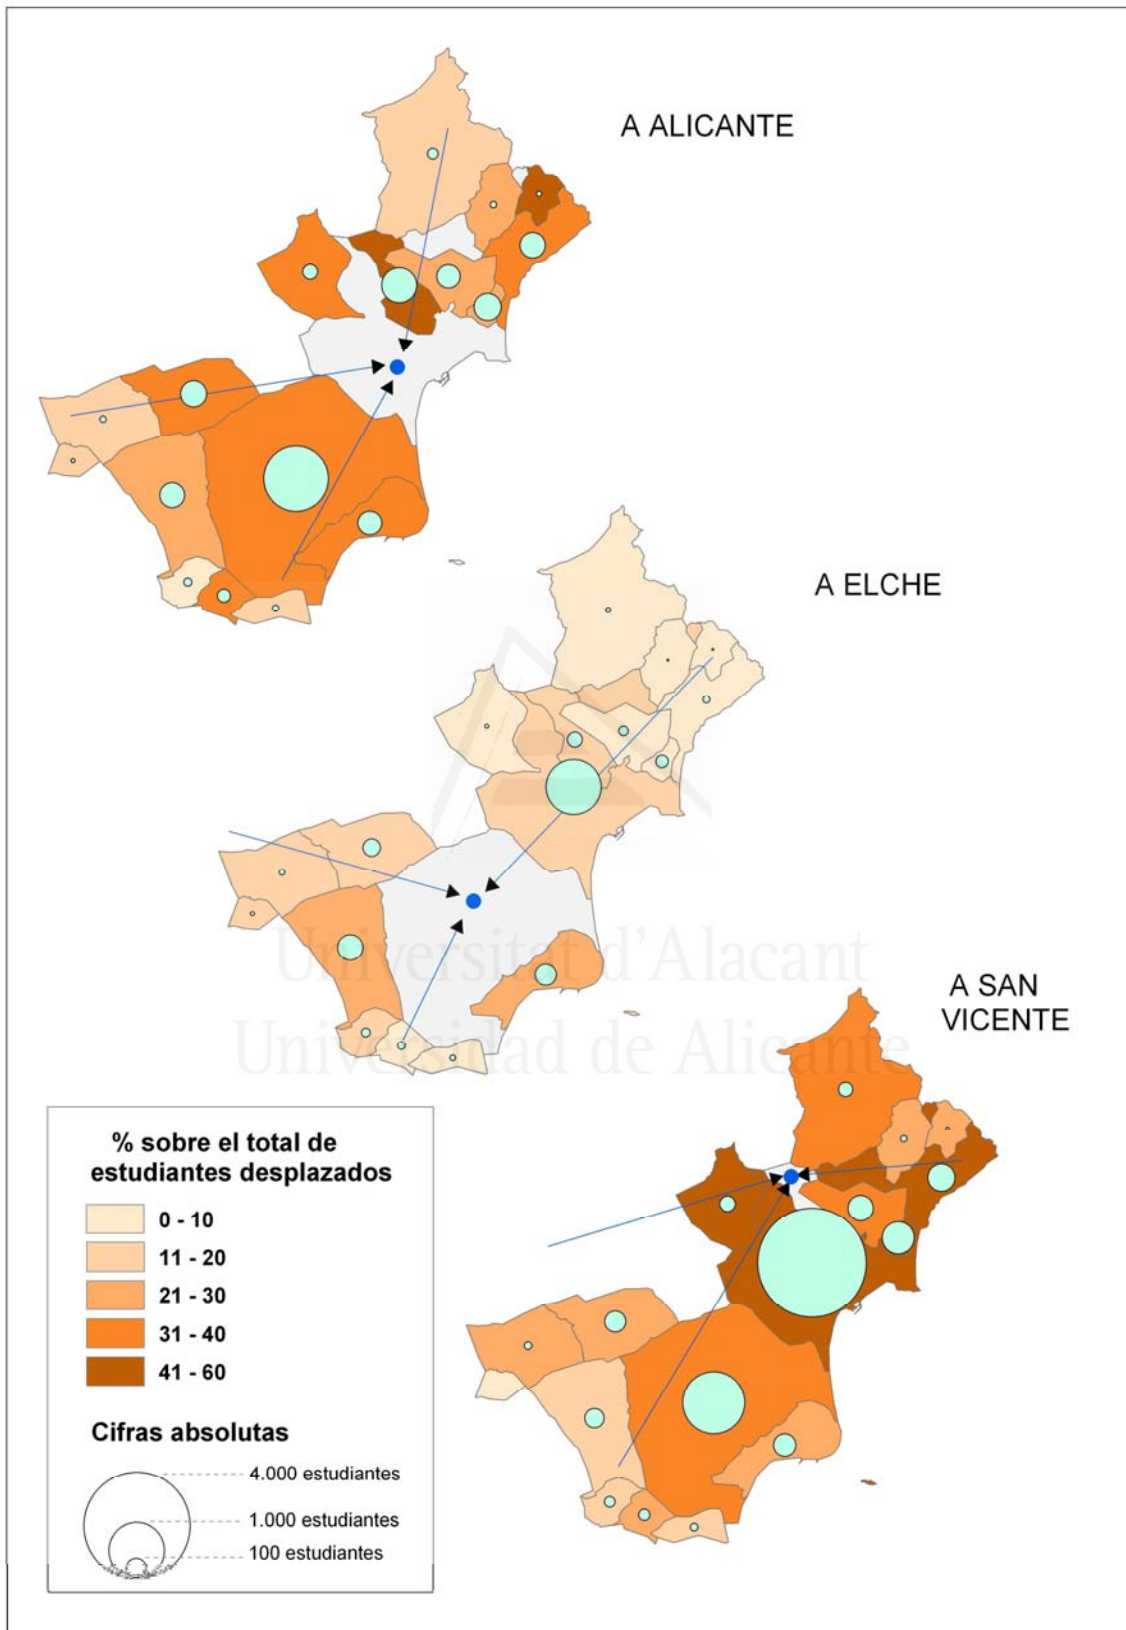 A ALICANTE
A ELCHE
Universitat d'Alacant
Universidad de Alicante
A SAN
VICENTE
% sobre el total de
estudiantes desplazados
0 - 10
11 - 20
21 - 30
31 - 40
41 - 60
Cifras absolutas
4.000 estudiantes
1.000 estudiantes
100 estudiantes